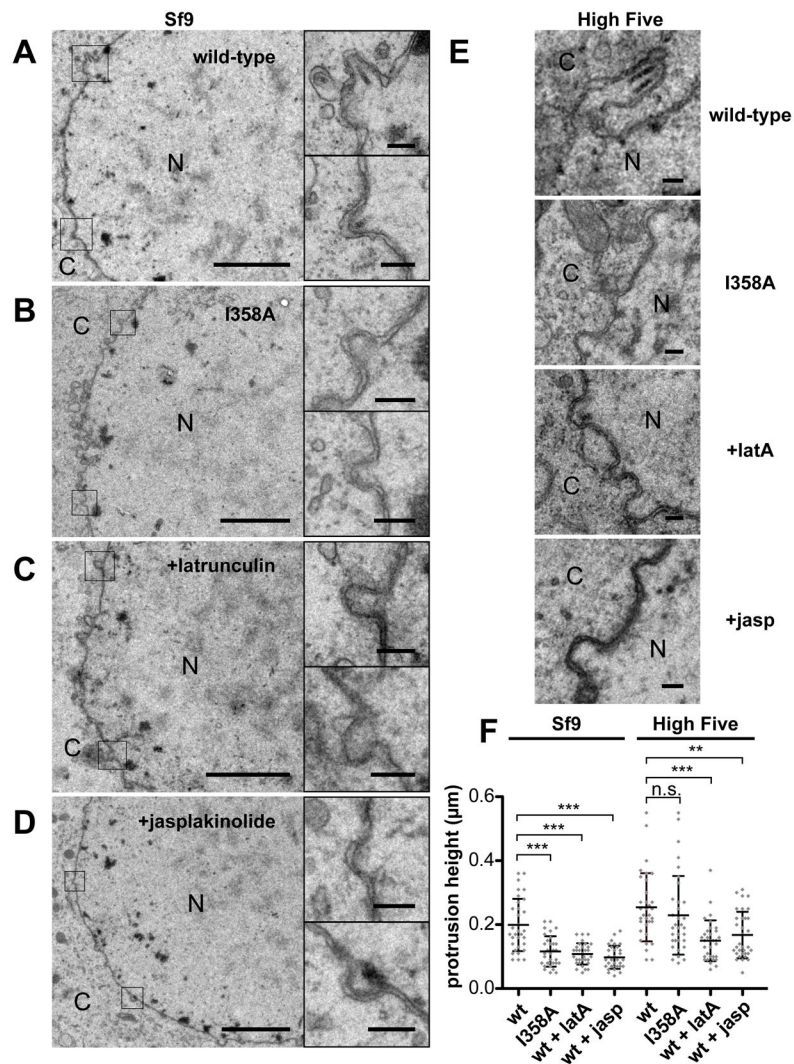 Sf9
A
wild-type
N
C
B
I358A
C
N
C
+latrunculin
N
C
D
+jasplakinolide
N
C
High Five
E
C
N
wild-type
C
N
I358A
N
C
+latA
C
N
+jasp
F
Sf9
High Five
***
***
***
**
***
n.s.
protrusion height (µm)
0.6
0.4
0.2
0.0
wt
I358A
wt + latA
wt + jasp
wt
I358A
wt + latA
wt + jasp